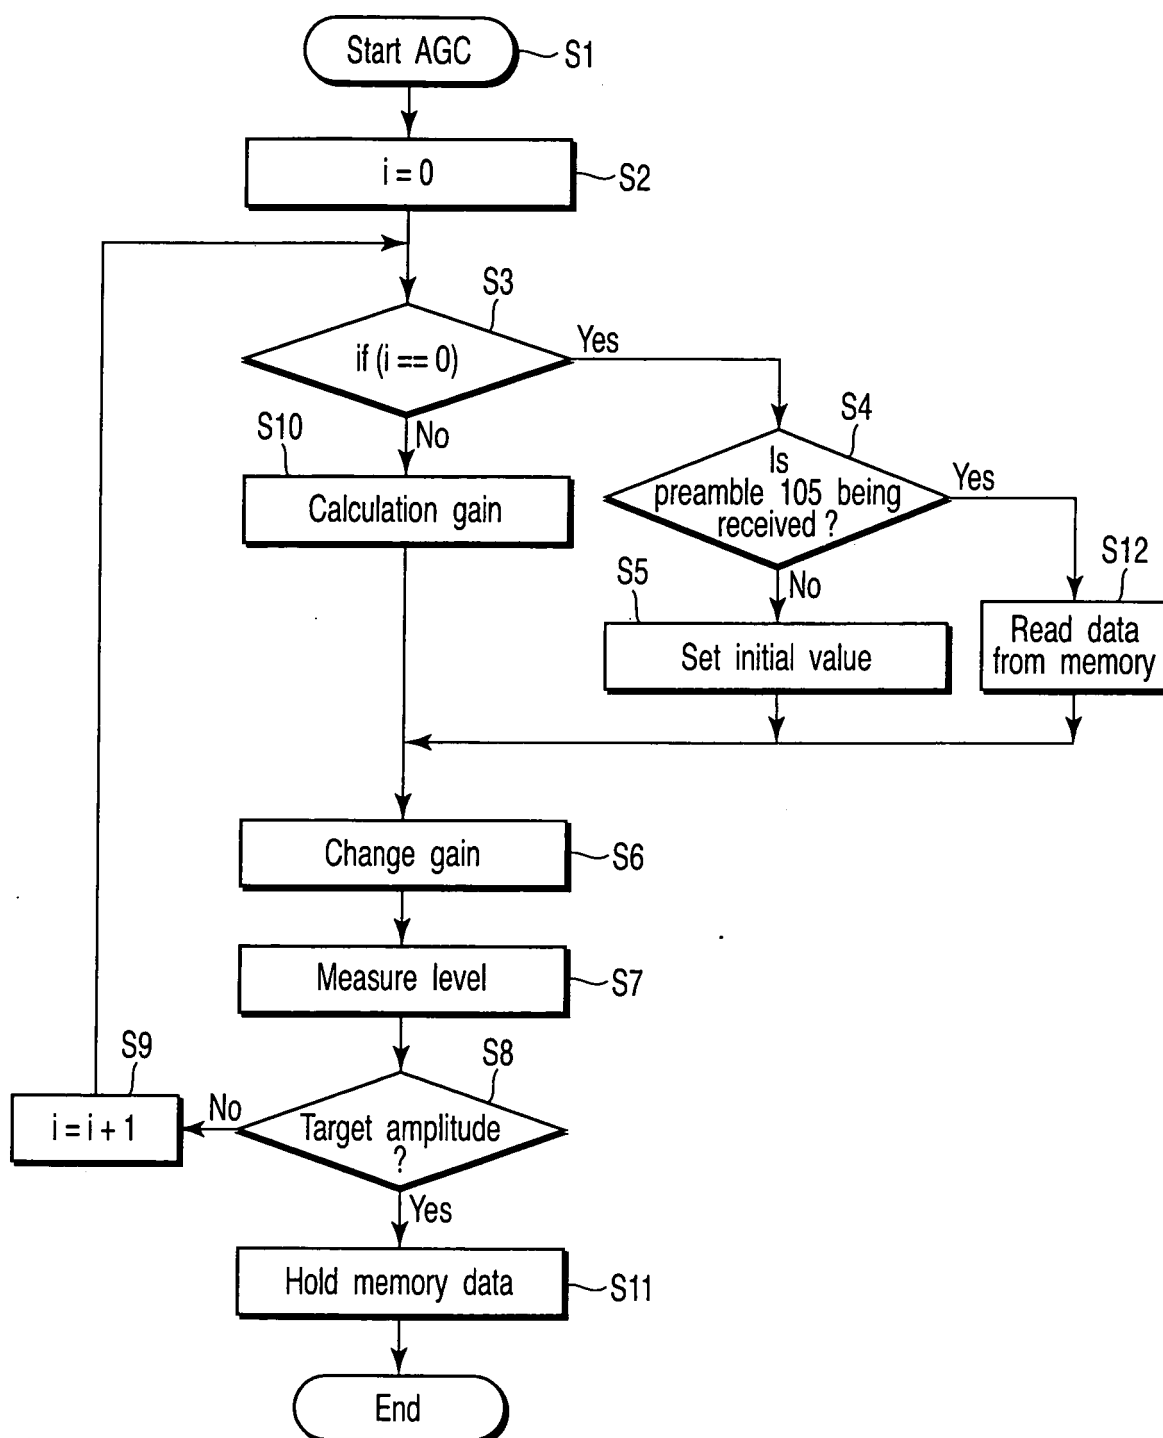 Start AGC
S1
i = 0
S2
S3
if (i == 0)
Yes
S10
No
S4
Is
preamble 105 being
received ?
Yes
Calculation gain
S5
No
S12
Set initial value
Read data
from memory
Change gain
S6
Measure level
S7
S9
S8
i = i + 1
No
Target amplitude
?
Yes
Hold memory data
S11
End